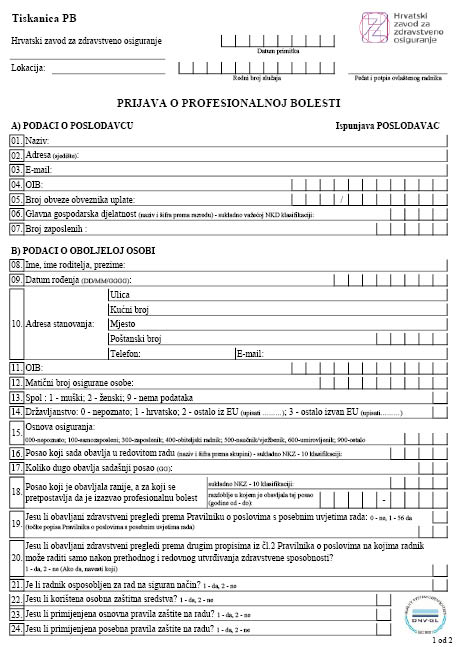 Tiskanica PB
Hrvatski
zavod za
zdravstveno
osiguranje
Hrvatski zavod za zdravstveno osiguranje
Datum primitka
Lokacija:
Redni broj slučaja
Pečat i potpis ovlaštenog radnika
PRIJAVA O PROFESIONALNOJ BOLESTI
A) PODACI O POSLODAVCU Ispunjava POSLODAVAC
01. Naziv:
02. Adresa (sjedište):
03. E-mail:
04. OIB:
05. Broj obveze obveznika uplate: /
06. Glavna gospodarska djelatnost (naziv i šifra prema razredu) - sukladno važećoj NKD klasifikaciji:
07. Broj zaposlenih :
B) PODACI O OBOLJELOJ OSOBI
08. Ime, ime roditelja, prezime:
09. Datum rođenja (DD/MM/GGGG):
10. Adresa stanovanja:
Ulica
Kućni broj
Mjesto
Poštanski broj
Telefon: E-mail:
11. OIB:
12. Matični broj osigurane osobe:
13. Spol : 1 - muški; 2 - ženski; 9 - nema podataka
14. Državljanstvo: 0 - nepoznato; 1 - hrvatsko; 2 - ostalo iz EU (upisati ..........); 3 - ostalo izvan EU (upisati..........)
15. Osnova osiguranja:
000-nepoznato; 100-samozaposleni; 300-zaposlenik; 400-obiteljski radnik; 500-naučnik/vježbenik, 600-umirovljenik; 900-ostalo
16. Posao koji sada obavlja u redovitom radu (naziv i šifra prema skupini) - sukladno NKZ - 10 klasifikaciji:
17. Koliko dugo obavlja sadašnji posao (GG):
18. Posao koji je obavljala ranije, a za koji se
pretpostavlja da je izazvao profesionalnu bolest
sukladno NKZ - 10 klasifikaciji:
razdoblje u kojem je obavljala taj posao
(godine od - do): -
19. Jesu li obavljani zdravstveni pregledi prema Pravilniku o poslovima s posebnim uvjetima rada: 0 - ne, 1 - 56 da
(točke popisa Pravilnika o poslovima s posebnim uvjetima rada)
20. Jesu li obavljani zdravstveni pregledi prema drugim propisima iz čl.2 Pravilnika o poslovima na kojima radnik
može raditi samo nakon prethodnog i redovnog utvrđivanja zdravstvene sposobnosti?
1 - da, 2 - ne (Ako da, navesti koji)
21. Je li radnik osposobljen za rad na siguran način? 1 - da, 2 - ne
22. Jesu li korištena osobna zaštitna sredstva? 1 - da, 2 - ne
23. Jesu li primijenjena osnovna pravila zaštite na radu? 1 - da, 2 - ne
24. Jesu li primijenjena posebna pravila zaštite na radu? 1 - da, 2 - ne
DNV·GL
1 od 2